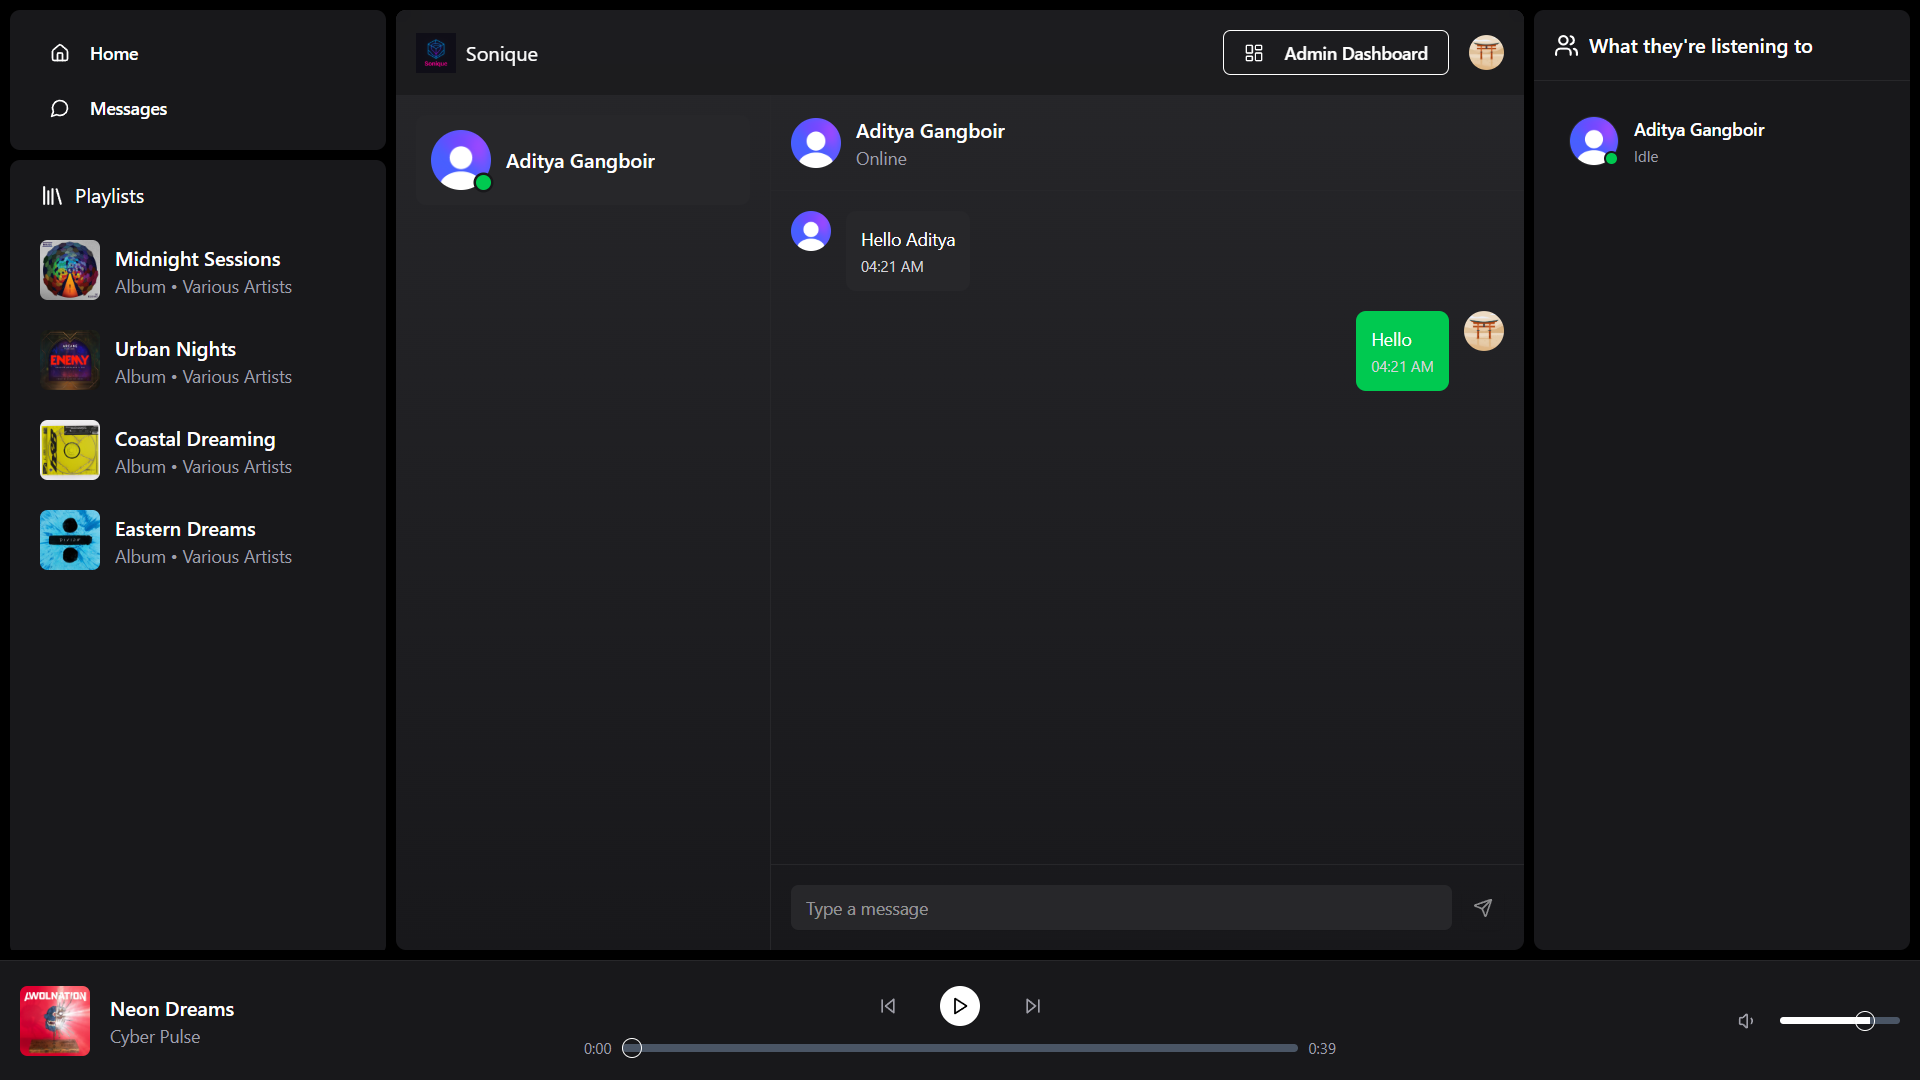 Home
Messages
Playlists
Midnight Sessions
Album • Various Artists
ENEMY
Urban Nights
Album • Various Artists
Coastal Dreaming
Album • Various Artists
Eastern Dreams
Album • Various Artists
Sonique
Sonique
Admin Dashboard
Aditya Gangboir
Aditya Gangboir
Online
Hello Aditya
04:21 AM
Hello
04:21 AM
Type a message
What they're listening to
Aditya Gangboir
Idle
AWOLNATION
Neon Dreams
Cyber Pulse
0:00
0:39